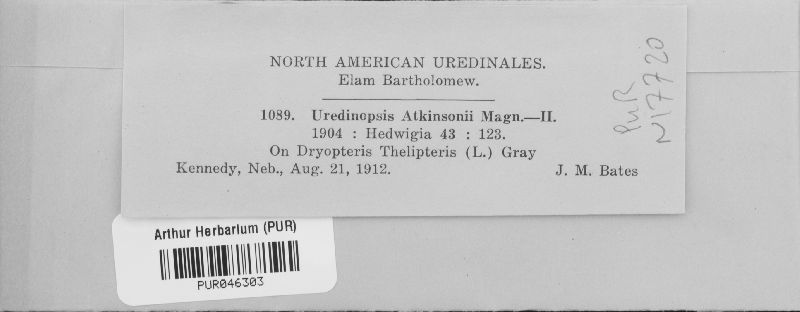 NORTH AMERICAN UREDINALES.
Elam Bartholomew.
1089. Uredinopsis Atkinsonii Magn.—II.
1904 : Hedwigia 43 : 123.
On Dryopteris Thelipteris (L.) Gray
Kennedy, Neb., Aug. 21, 1912. J. M. Bates
PUR
N17720
Arthur Herbarium (PUR)
PUR046303